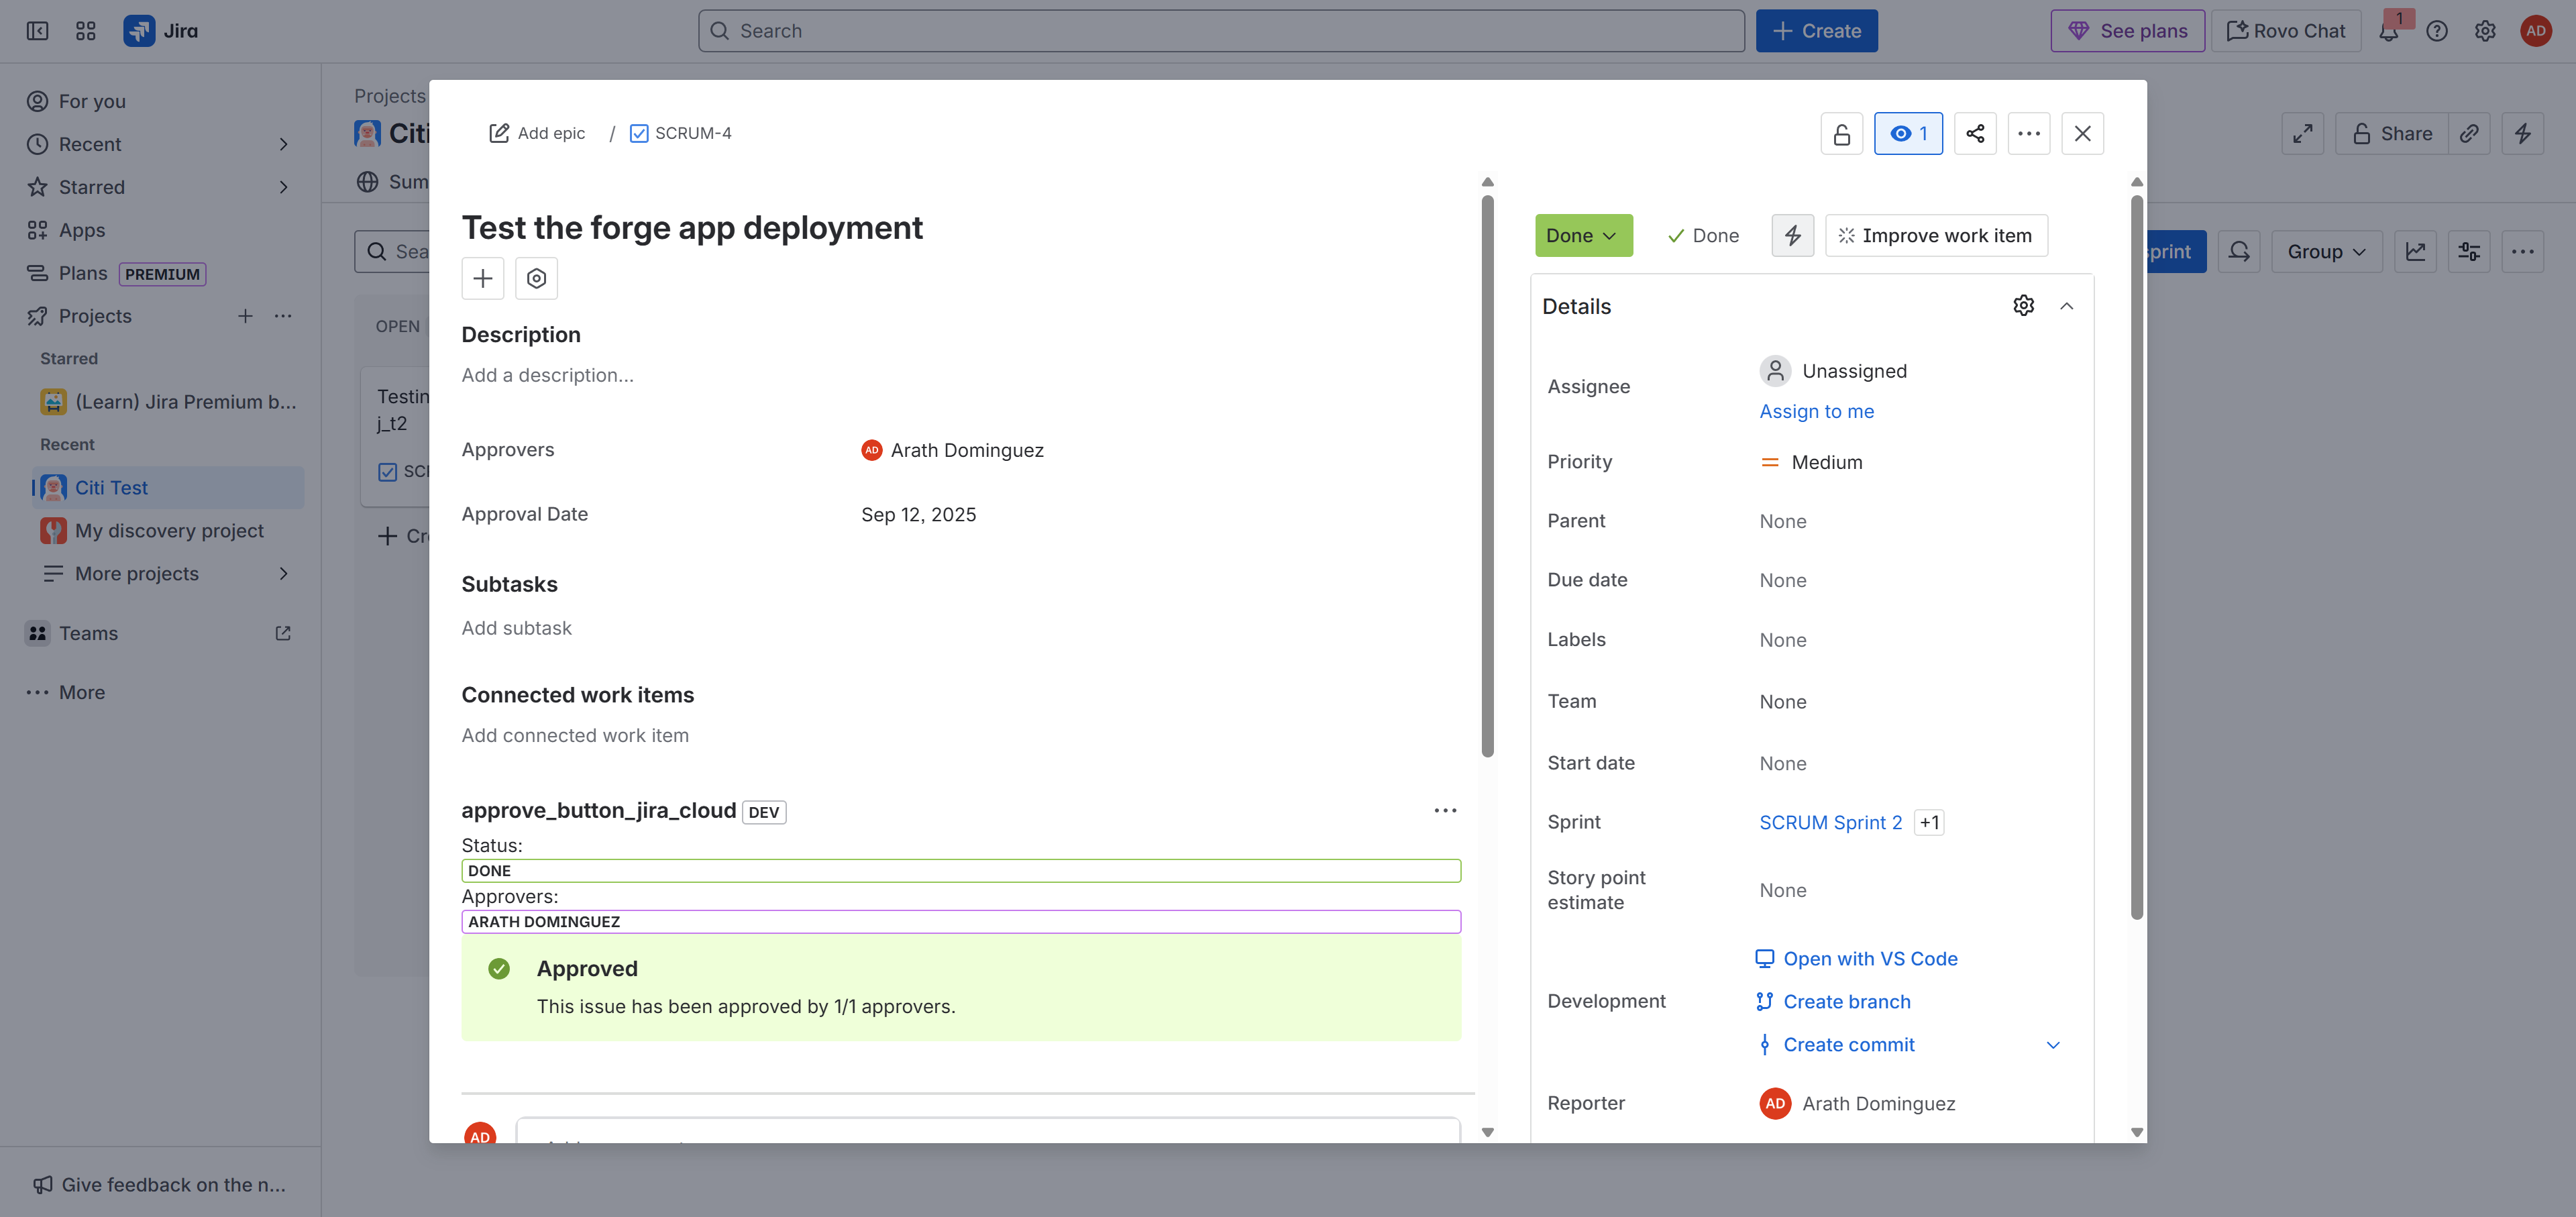 Jira
Search
Create
See plans
Rovo Chat
1
AD
For you
Recent
Starred
Apps
Plans PREMIUM
Projects
Starred
(Learn) Jira Premium b...
Recent
Citi Test
My discovery project
More projects
Teams
More
Give feedback on the n...
Projects
Citi
Sum
Sea
OPEN
Testin
j_t2
SCR
Cre
Share
print
Group
Add epic / SCRUM-4
1
Test the forge app deployment
Description
Add a description...
Approvers AD Arath Dominguez
Approval Date Sep 12, 2025
Subtasks
Add subtask
Connected work items
Add connected work item
approve_button_jira_cloud DEV
Status:
DONE
Approvers:
ARATH DOMINGUEZ
Approved
This issue has been approved by 1/1 approvers.
AD
Done
Done
Improve work item
Details
Assignee Unassigned
Assign to me
Priority Medium
Parent None
Due date None
Labels None
Team None
Start date None
Sprint SCRUM Sprint 2 +1
Story point
estimate
None
Development
Open with VS Code
Create branch
Create commit
Reporter AD Arath Dominguez